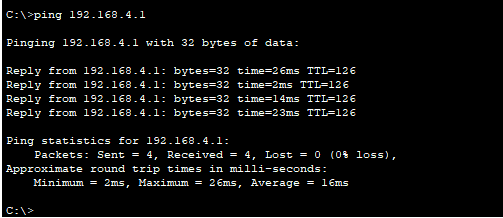 C:\>ping 192.168.4.1
Pinging 192.168.4.1 with 32 bytes of data:
Reply from 192.168.4.1: bytes=32 time=26ms TTL=126
Reply from 192.168.4.1: bytes=32 time=2ms TTL=126
Reply from 192.168.4.1: bytes=32 time=14ms TTL=126
Reply from 192.168.4.1: bytes=32 time=23ms TTL=126
Ping statistics for 192.168.4.1:
Packets: Sent = 4, Received = 4, Lost = 0 (0% loss),
Approximate round trip times in milli-seconds:
Minimum = 2ms, Maximum = 26ms, Average = 16ms
C:\>